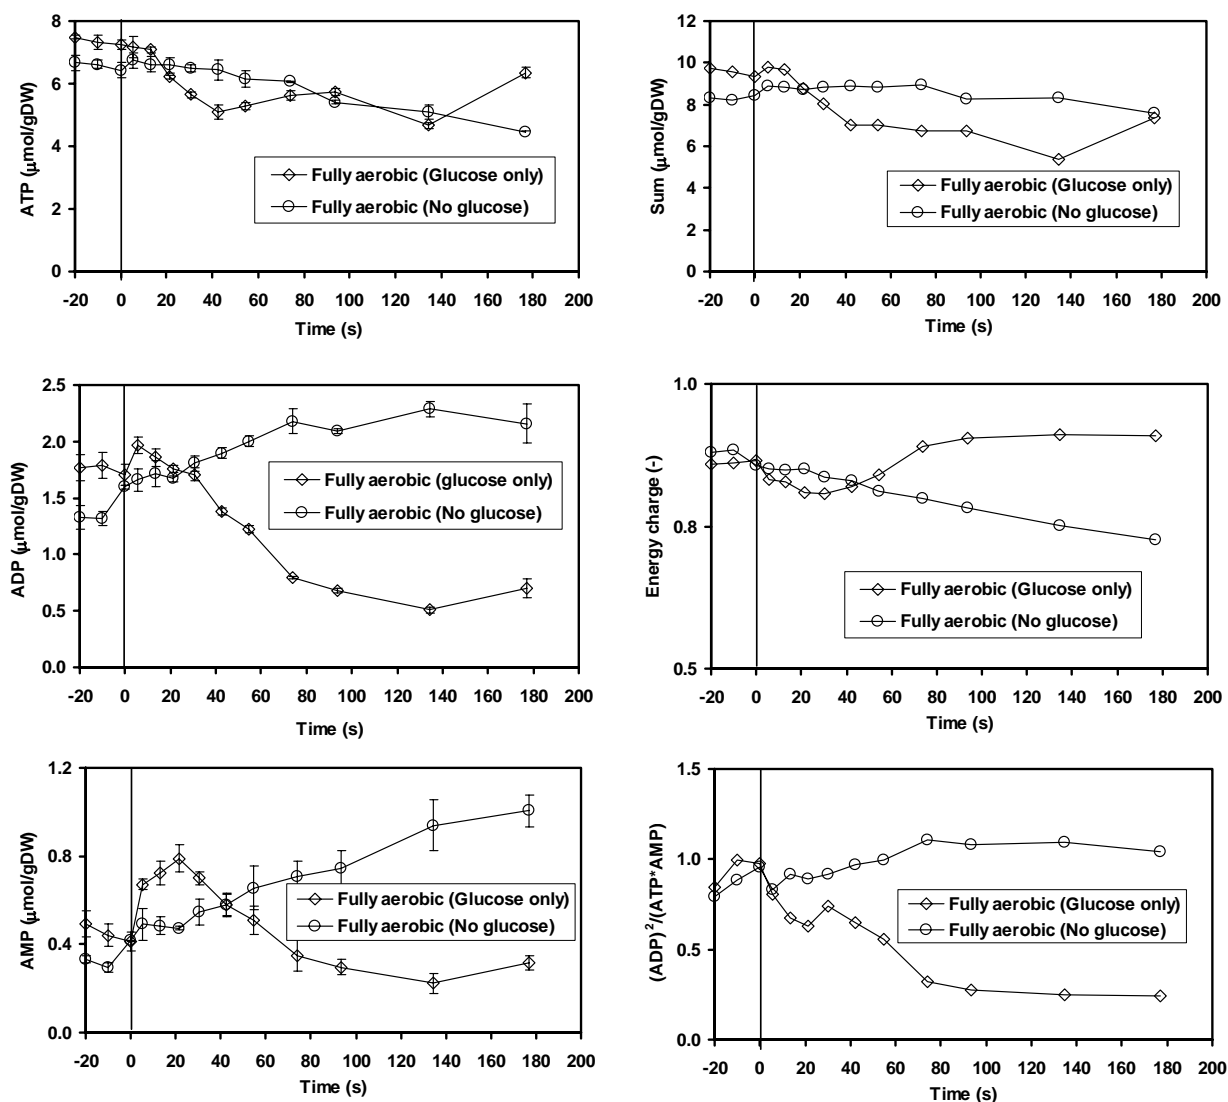 8
6
4
2
0
-20 0 20 40 60 80 100 120 140 160 180 200
Time (s)
ATP (μmol/gDW)
Fully aerobic (Glucose only)
Fully aerobic (No glucose)
12
10
8
6
4
2
0
-20 0 20 40 60 80 100 120 140 160 180 200
Time (s)
Sum (μmol/gDW)
Fully aerobic (Glucose only)
Fully aerobic (No glucose)
2.5
2.0
1.5
1.0
0.5
0.0
-20 0 20 40 60 80 100 120 140 160 180 200
Time (s)
ADP (μmol/gDW)
Fully aerobic (glucose only)
Fully aerobic (No glucose)
1.0
0.8
0.5
-20 0 20 40 60 80 100 120 140 160 180 200
Time (s)
Energy charge (-)
Fully aerobic (Glucose only)
Fully aerobic (No glucose)
1.2
0.8
0.4
0.0
-20 0 20 40 60 80 100 120 140 160 180 200
Time (s)
AMP (μmol/gDW)
Fully aerobic (Glucose only)
Fully aerobic (No glucose)
1.5
1.0
0.5
0.0
-20 0 20 40 60 80 100 120 140 160 180 200
Time (s)
(ADP)²/(ATP*AMP)
Fully aerobic (Glucose only)
Fully aerobic (No glucose)